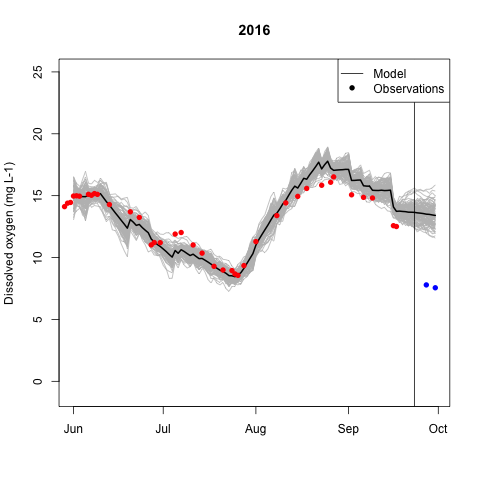 2016
Model
Observations
Dissolved oxygen (mg L-1)
25
20
15
10
5
0
Jun
Jul
Aug
Sep
Oct